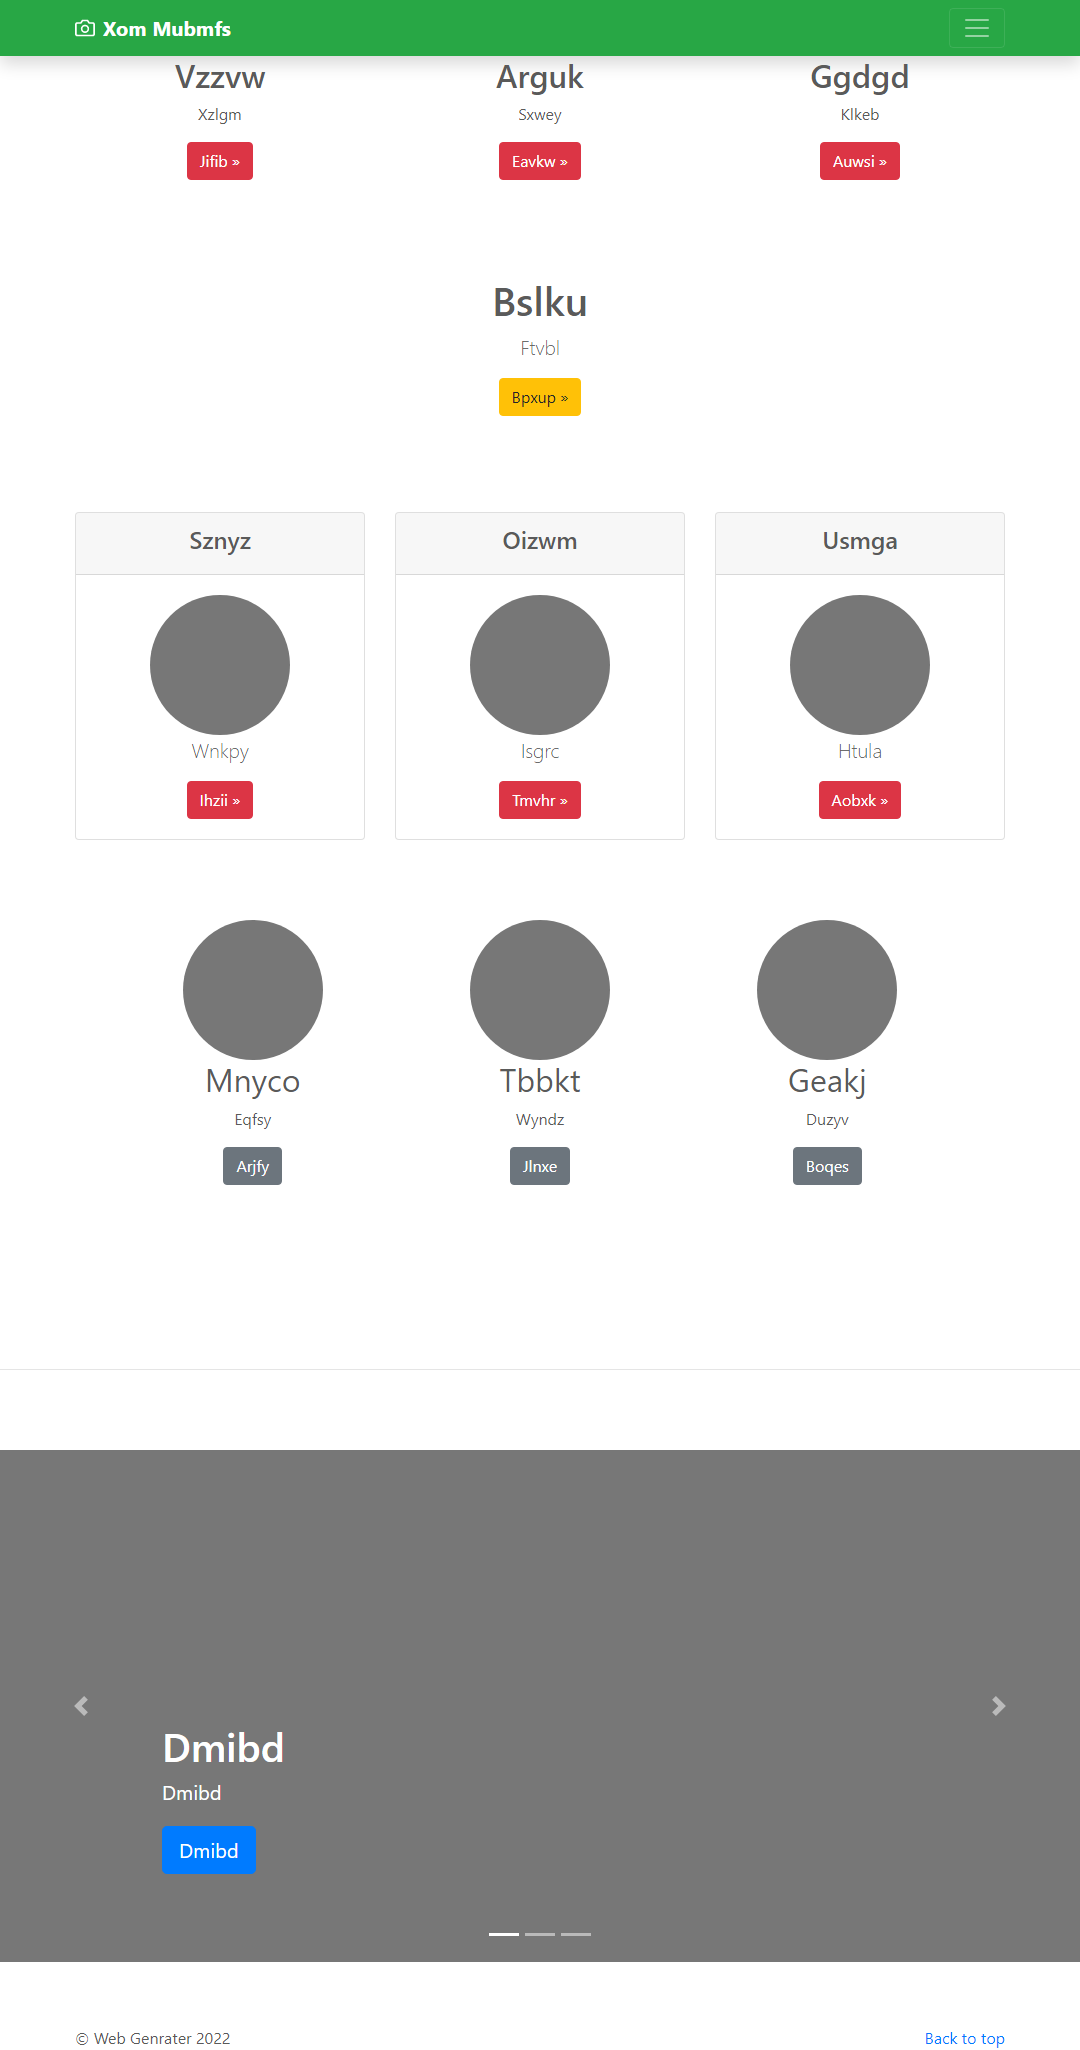 Xom Mubmfs
Vzzvw Arguk Ggdgd
Xzlgm Sxwey Klkeb
Jifib » Eavkw » Auwsi »
Bslku
Ftvbl
Bpxup »
Sznyz Oizwm Usmga
Wnkpy Isgrc Htula
Ihzii » Tmvhr » Aobxk »
Mnyco Tbbkt Geakj
Eqfsy Wyndz Duzyv
Arjfy Jlnxe Boqes
Dmibd
Dmibd
Dmibd
© Web Genrater 2022 Back to top